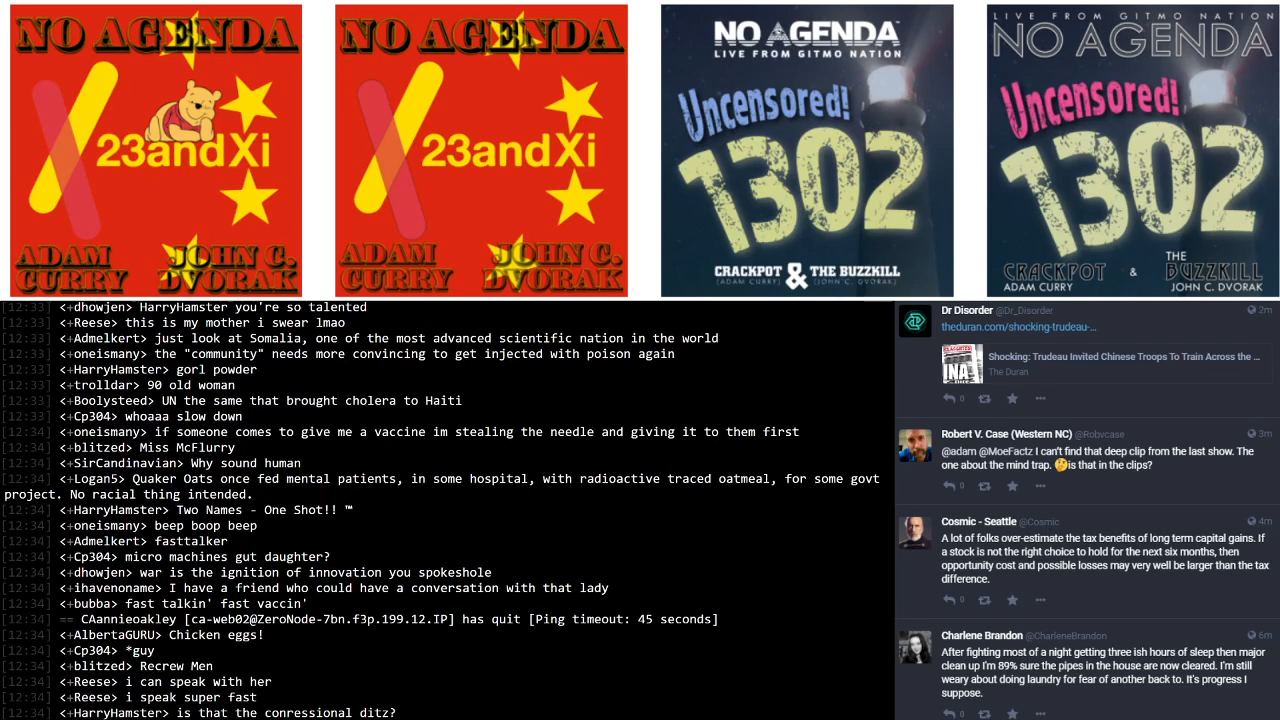 NO AGENDA
23andXi
ADAM CURRY
JOHN C. DVORAK
NO AGENDA
23andXi
ADAM CURRY
JOHN C. DVORAK
NO AGENDA™
LIVE FROM GITMO NATION
Uncensored!
1302
CRACKPOT & THE BUZZKILL
[ADAM CURRY] [JOHN C. DVORAK]
LIVE FROM GITMO NATION
NO AGENDA
Uncensored!
1302
CRACKPOT & THE BUZZKILL
ADAM CURRY JOHN C. DVORAK
[12:33] <+dhowjen> HarryHamster you're so talented
[12:33] <+Reese> this is my mother i swear lmao
[12:33] <+Admelkert> just look at Somalia, one of the most advanced scientific nation in the world
[12:33] <+oneismany> the "community" needs more convincing to get injected with poison again
[12:33] <+HarryHamster> gorl powder
[12:33] <+trolldar> 90 old woman
[12:33] <+Boolysteed> UN the same that brought cholera to Haiti
[12:33] <+Cp304> whoaaa slow down
[12:34] <+oneismany> if someone comes to give me a vaccine im stealing the needle and giving it to them first
[12:34] <+blitzed> Miss McFlurry
[12:34] <+SirCandinavian> Why sound human
[12:34] <+Logan5> Quaker Oats once fed mental patients, in some hospital, with radioactive traced oatmeal, for some govt
project. No racial thing intended.
[12:34] <+HarryHamster> Two Names - One Shot!! ™
[12:34] <+oneismany> beep boop beep
[12:34] <+Admelkert> fasttalker
[12:34] <+Cp304> micro machines gut daughter?
[12:34] <+dhowjen> war is the ignition of innovation you spokeshole
[12:34] <+ihavenoname> I have a friend who could have a conversation with that lady
[12:34] <+bubba> fast talkin' fast vaccin'
[12:34] == CAannieoakley [ca-web02@ZeroNode-7bn.f3p.199.12.IP] has quit [Ping timeout: 45 seconds]
[12:34] <+AlbertaGURU> Chicken eggs!
[12:34] <+Cp304> *guy
[12:34] <+blitzed> Recrew Men
[12:34] <+Reese> i can speak with her
[12:34] <+Reese> i speak super fast
[12:34] <+HarryHamster> is that the conressional ditz?
Dr Disorder @Dr_Disorder 2m
theduran.com/shocking-trudeau-...
Shocking: Trudeau Invited Chinese Troops To Train Across the ...
The Duran
0
Robert V. Case (Western NC) @Robvcase 3m
@adam @MoeFactz I can't find that deep clip from the last show. The
one about the mind trap. 🤔is that in the clips?
0
Cosmic - Seattle @Cosmic 4m
A lot of folks over-estimate the tax benefits of long term capital gains. If
a stock is not the right choice to hold for the next six months, then
opportunity cost and possible losses may very well be larger than the tax
difference.
0
Charlene Brandon @CharleneBrandon 6m
After fighting most of a night getting three ish hours of sleep then major
clean up I'm 89% sure the pipes in the house are now cleared. I'm still
weary about doing laundry for fear of another back to. It's progress I
suppose.
0